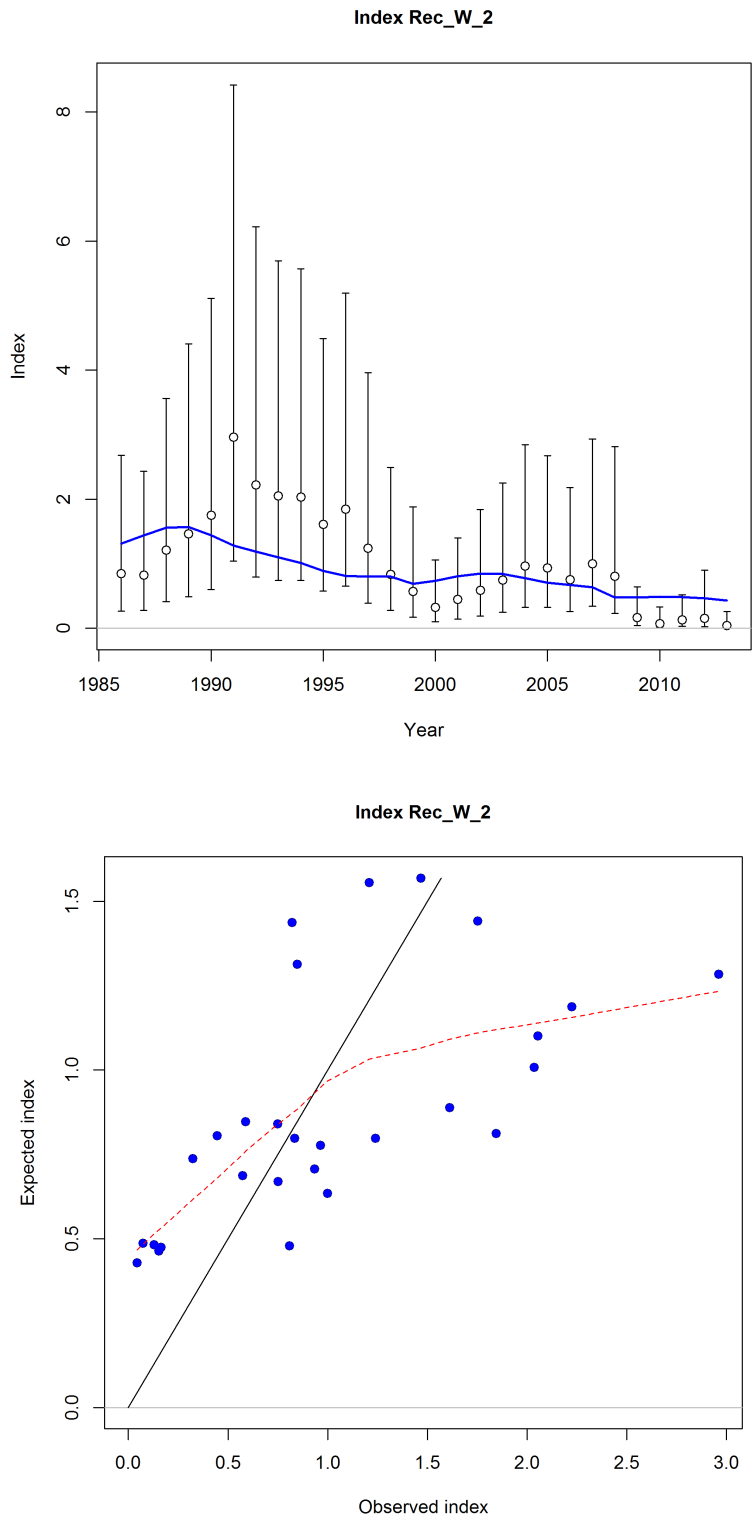 Index Rec_W_2
8
6
4
2
0
Index
1985 1990 1995 2000 2005 2010
Year
Index Rec_W_2
1.5
1.0
0.5
0.0
Expected index
0.0 0.5 1.0 1.5 2.0 2.5 3.0
Observed index